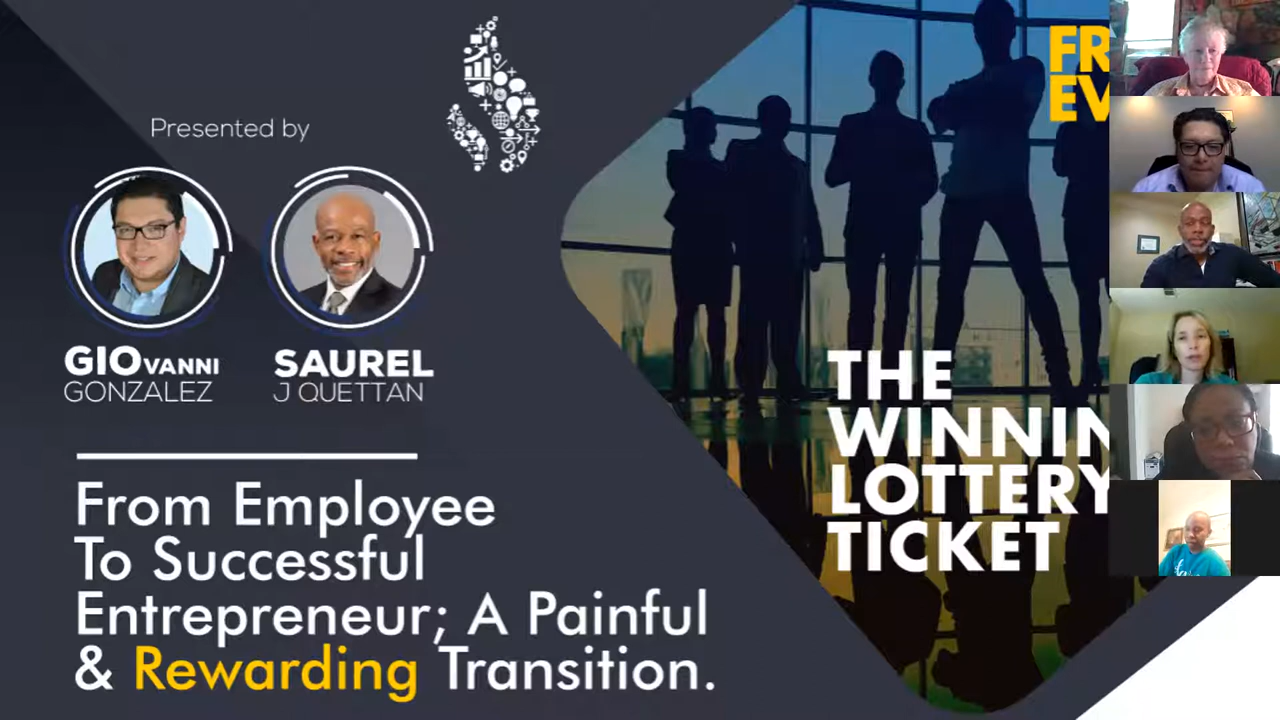 Presented by
GIOVANNI
GONZALEZ
SAUREL
J QUETTAN
From Employee
To Successful
Entrepreneur; A Painful
& Rewarding Transition.
THE
LOTTERY
TICKET